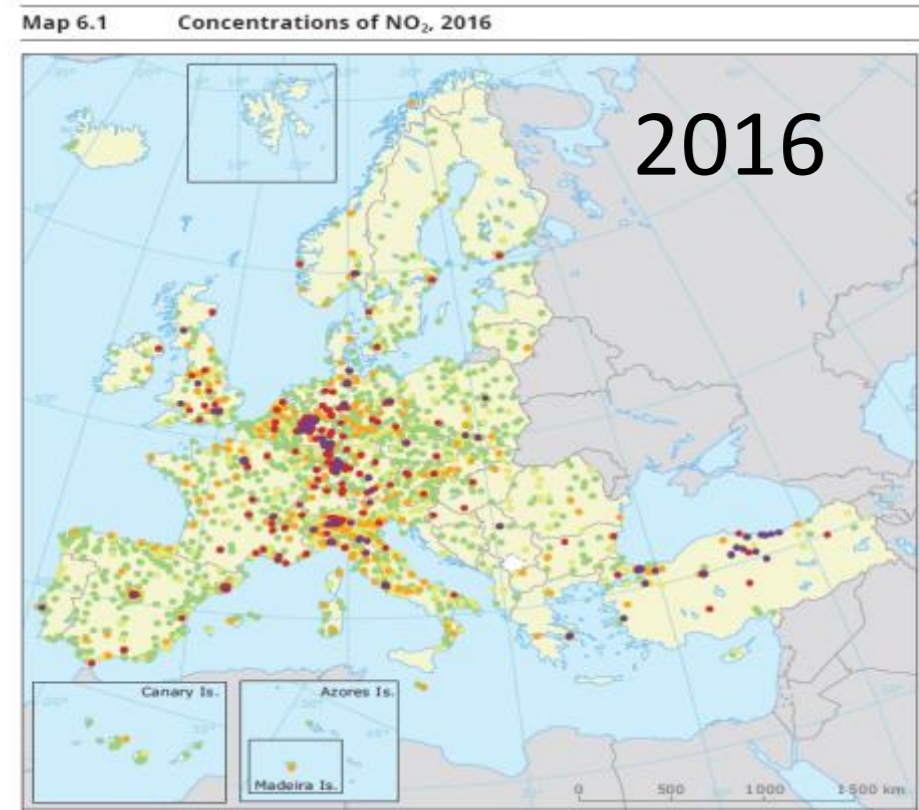 Map 6.1 Concentrations of NO₂, 2016
2016
Canary Is.
Azores Is.
Madeira Is.
0 500 1 000 1 500 km